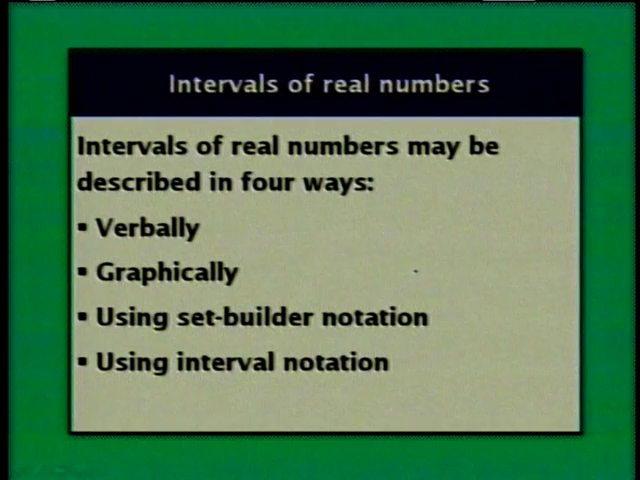 Intervals of real numbers
Intervals of real numbers may be
described in four ways:
▪ Verbally
▪ Graphically
▪ Using set-builder notation
▪ Using interval notation